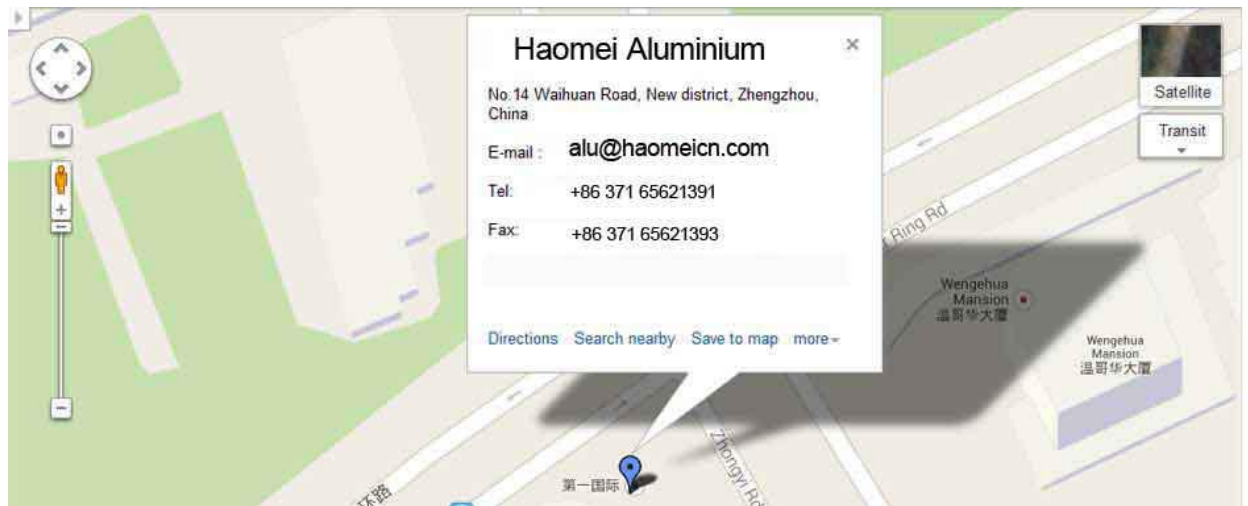 Haomei Aluminium
No.14 Waihuan Road, New district, Zhengzhou,
China
E-mail : alu@haomeicn.com
Tel: +86 371 65621391
Fax: +86 371 65621393
Directions Search nearby Save to map more
Satellite
Transit
Ring Rd
Wengehua
Mansion
温哥华大厦
Wengehua
Mansion
温哥华大厦
Zhongyi Rd
第一国际
环路